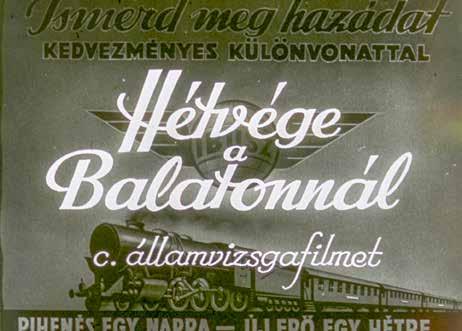 Ismerd meg hazádat
KEDVEZMÉNYES KÜLÖNVONATTAL
Hétvége
a
Balatonnál
c. államvizsgafilmet
PIHENÉS EGY NAPRA — ÚJ ERŐ EGY HÉTRE